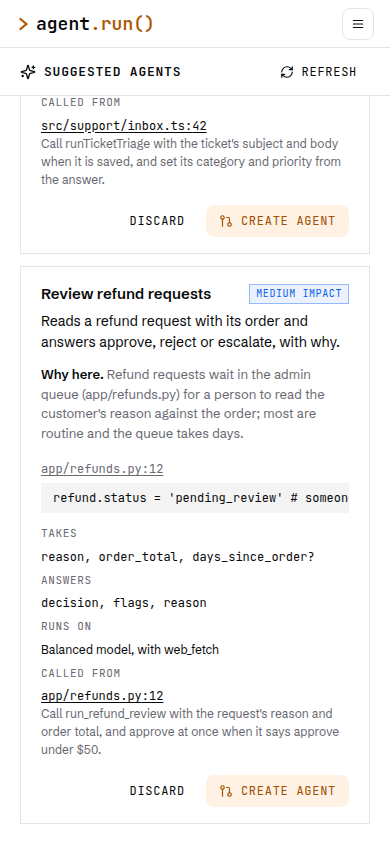 agent.run()
SUGGESTED AGENTS
REFRESH
CALLED FROM
src/support/inbox.ts:42
Call runTicketTriage with the ticket's subject and body
when it is saved, and set its category and priority from
the answer.
DISCARD
CREATE AGENT
Review refund requests
MEDIUM IMPACT
Reads a refund request with its order and
answers approve, reject or escalate, with why.
Why here. Refund requests wait in the admin
queue (app/refunds.py) for a person to read the
customer's reason against the order; most are
routine and the queue takes days.
app/refunds.py:12
refund.status = 'pending_review' # someon
TAKES
reason, order_total, days_since_order?
ANSWERS
decision, flags, reason
RUNS ON
Balanced model, with web_fetch
CALLED FROM
app/refunds.py:12
Call run_refund_review with the request's reason and
order total, and approve at once when it says approve
under $50.
DISCARD
CREATE AGENT